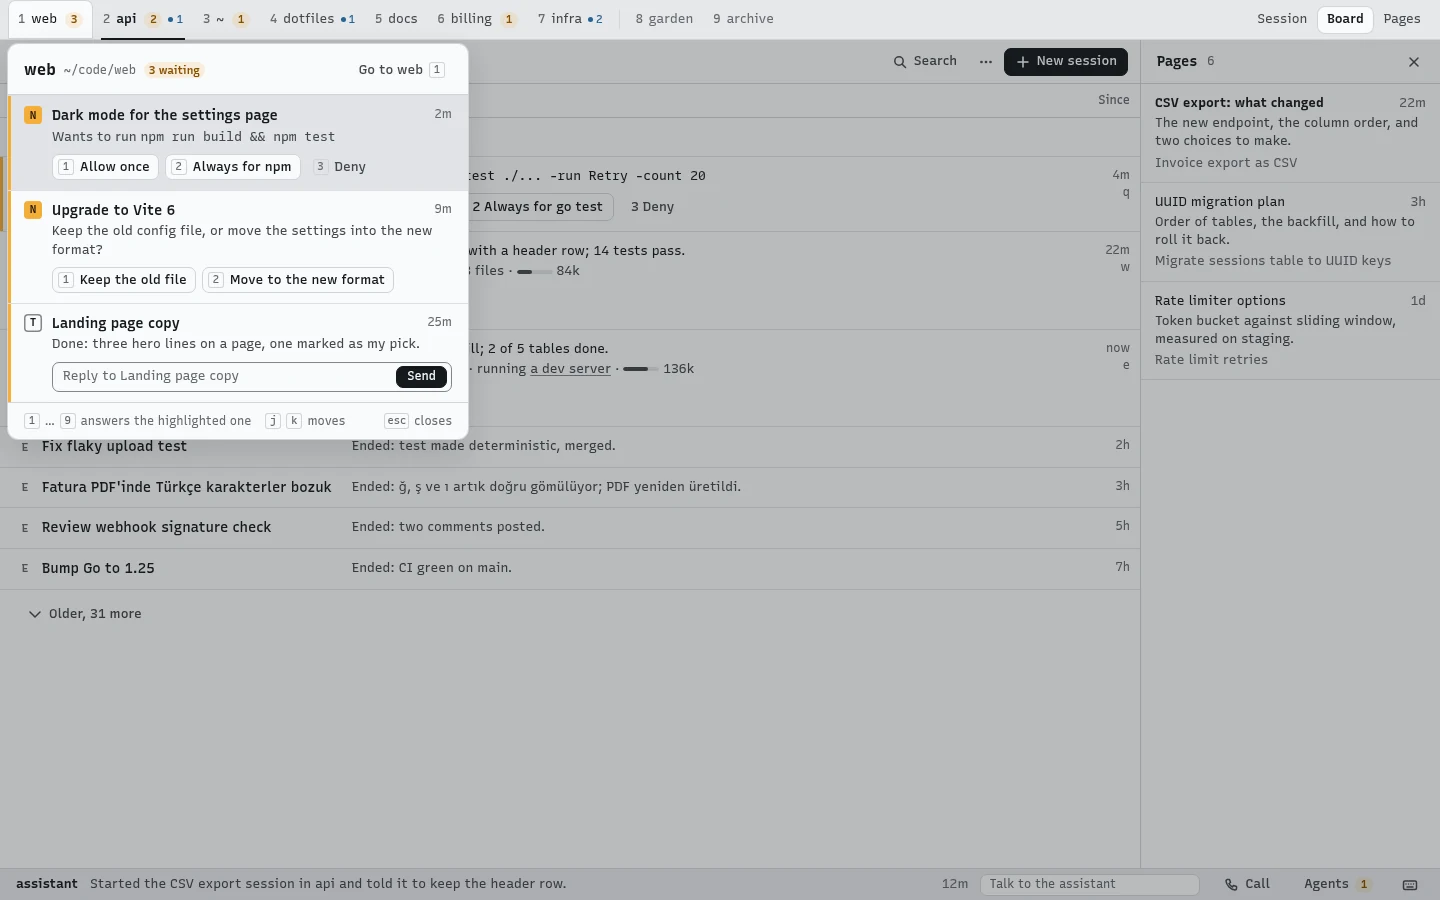 1 web 3 2 api 2 •1 3 ~ 1 4 dotfiles •1 5 docs 6 billing 1 7 infra •2 8 garden 9 archive Session Board Pages
web ~/code/web 3 waiting Go to web 1
N Dark mode for the settings page 2m
Wants to run npm run build && npm test
1 Allow once 2 Always for npm 3 Deny
N Upgrade to Vite 6 9m
Keep the old config file, or move the settings into the new
format?
1 Keep the old file 2 Move to the new format
T Landing page copy 25m
Done: three hero lines on a page, one marked as my pick.
Reply to Landing page copy Send
1 … 9 answers the highlighted one j k moves esc closes
Search ••• + New session
Since
test ./... -run Retry -count 20 4m
q
2 Always for go test 3 Deny
with a header row; 14 tests pass. 22m
files · 84k w
2 of 5 tables done. now
· running a dev server · 136k e
E Fix flaky upload test Ended: test made deterministic, merged. 2h
E Fatura PDF'inde Türkçe karakterler bozuk Ended: ğ, ş ve ı artık doğru gömülüyor; PDF yeniden üretildi. 3h
E Review webhook signature check Ended: two comments posted. 5h
E Bump Go to 1.25 Ended: CI green on main. 7h
Older, 31 more
Pages 6
CSV export: what changed 22m
The new endpoint, the column order, and
two choices to make.
Invoice export as CSV
UUID migration plan 3h
Order of tables, the backfill, and how to
roll it back.
Migrate sessions table to UUID keys
Rate limiter options 1d
Token bucket against sliding window,
measured on staging.
Rate limit retries
assistant Started the CSV export session in api and told it to keep the header row. 12m Talk to the assistant Call Agents 1